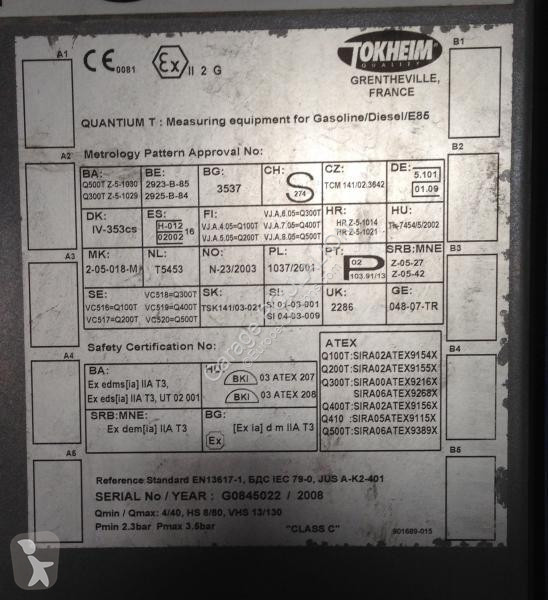 A1
CE 0081
Ex II 2 G
TOKHEIM
QUALITY
GRENTHEVILLE,
FRANCE
B1
QUANTIUM T : Measuring equipment for Gasoline/Diesel/E85
A2
Metrology Pattern Approval No:
B2
BA:
Q500T Z-5-1030
Q300T Z-5-1029
BE:
2923-B-85
2925-B-84
BG:
3537
CH:
S
274
CZ:
TCM 141/02.3642
DE:
5.101
01.09
DK:
IV-353cs
ES:
H-012
02002
16
FI:
V.J.A.4.05=Q100T
V.J.A.5.05=Q200T
V.J.A.6.05=Q300T
V.J.A.7.05=Q400T
V.J.A.8.05=Q500T
HR:
HR Z-5-1014
HR Z-5-1021
HU:
Th-7454/5/2002
A3
B3
MK:
2-05-018-M
NL:
T5453
NO:
N-23/2003
PL:
1037/2001
PT:
P
02
103.91/13
SRB:MNE
Z-05-27
Z-05-42
SE:
VC516=Q100T
VC517=Q200T
VC518=Q300T
VC519=Q400T
VC520=Q500T
SK:
TSK141/03-021
SL:
SI 04-03-001
SI 04-03-009
UK:
2286
GE:
048-07-TR
A4
Safety Certification No:
B4
BA:
Ex edms[ia] IIA T3,
Ex eds[ia] IIA T3, UT 02 001
BKI 03 ATEX 207
BKI 03 ATEX 208
SRB:MNE:
Ex dem[ia] IIA T3
BG:
Ex
[Ex ia] d m IIA T3
ATEX
Q100T:SIRA02ATEX9154X
Q200T:SIRA02ATEX9155X
Q300T:SIRA00ATEX9216X
SIRA06ATEX9268X
Q400T:SIRA02ATEX9156X
Q410 :SIRA05ATEX9115X
Q500T:SIRA06ATEX9389X
A5
B5
Reference Standard EN13617-1, БДС IEC 79-0, JUS A-K2-401
SERIAL No / YEAR : G0845022 / 2008
Qmin / Qmax: 4/40, HS 8/80, VHS 13/130
Pmin 2.3bar Pmax 3.5bar
"CLASS C"
901689-015